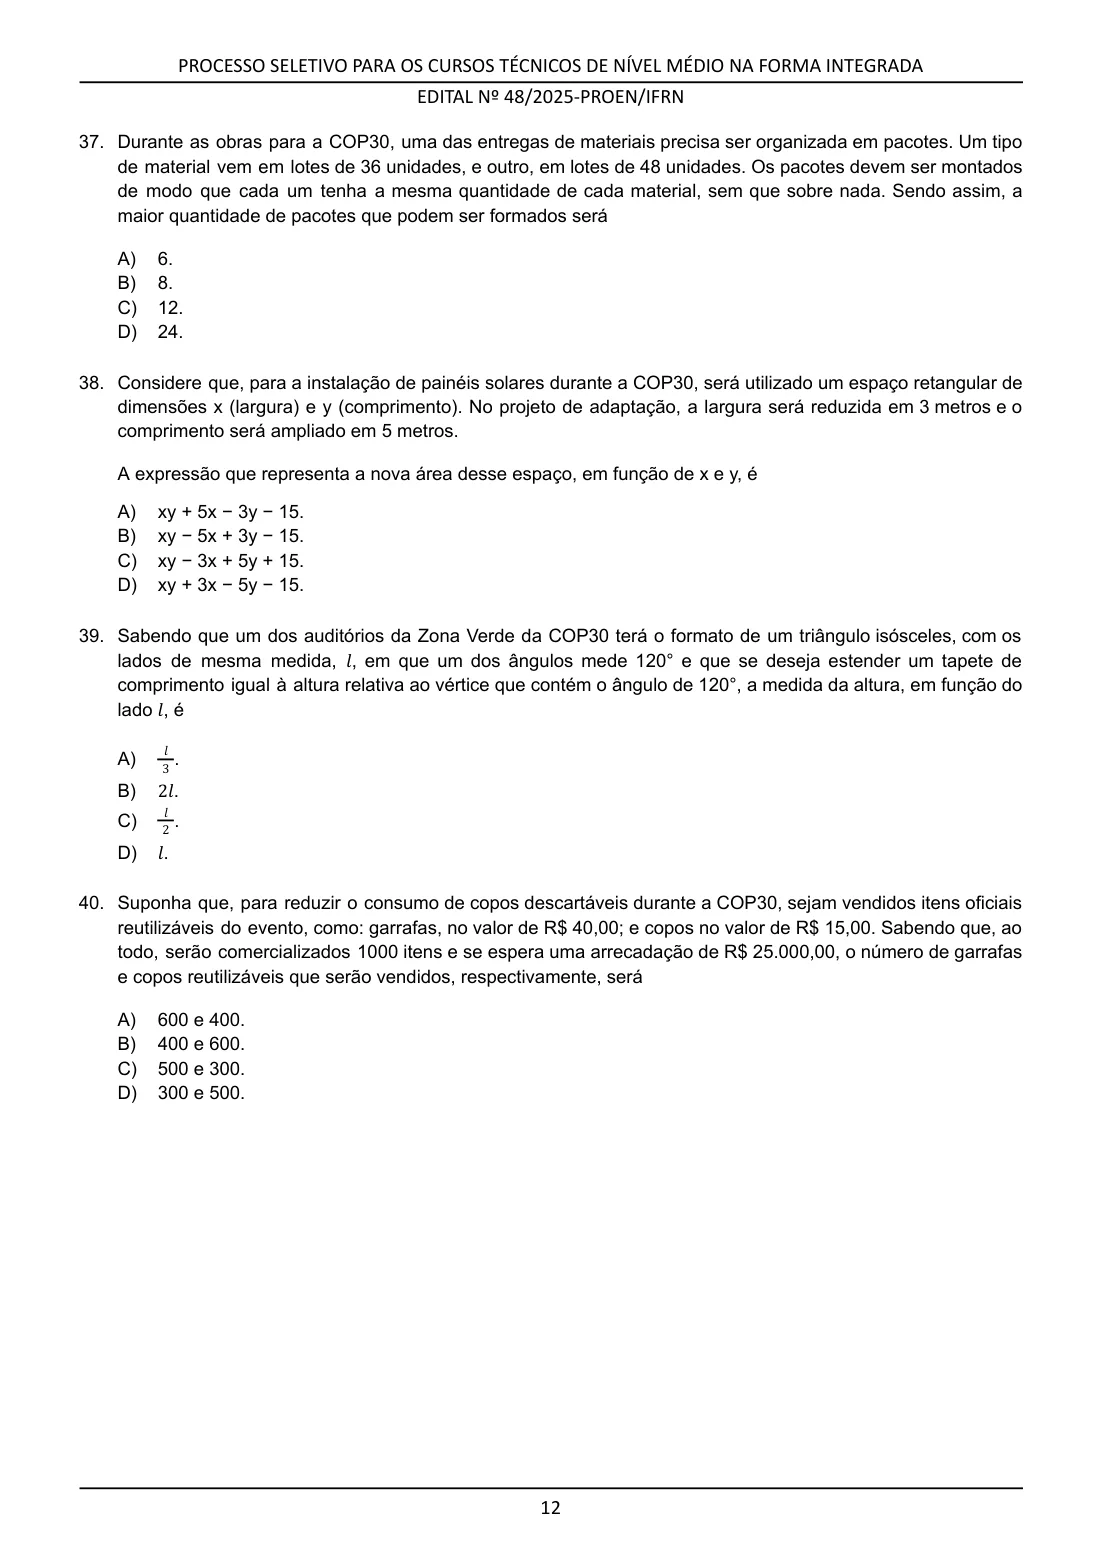 PROCESSO SELETIVO PARA OS CURSOS TÉCNICOS DE NÍVEL MÉDIO NA FORMA INTEGRADA
EDITAL Nº 48/2025-PROEN/IFRN
37. Durante as obras para a COP30, uma das entregas de materiais precisa ser organizada em pacotes. Um tipo
de material vem em lotes de 36 unidades, e outro, em lotes de 48 unidades. Os pacotes devem ser montados
de modo que cada um tenha a mesma quantidade de cada material, sem que sobre nada. Sendo assim, a
maior quantidade de pacotes que podem ser formados será
A) 6.
B) 8.
C) 12.
D) 24.
38. Considere que, para a instalação de painéis solares durante a COP30, será utilizado um espaço retangular de
dimensões x (largura) e y (comprimento). No projeto de adaptação, a largura será reduzida em 3 metros e o
comprimento será ampliado em 5 metros.
A expressão que representa a nova área desse espaço, em função de x e y, é
A) xy + 5x − 3y − 15.
B) xy − 5x + 3y − 15.
C) xy − 3x + 5y + 15.
D) xy + 3x − 5y − 15.
39. Sabendo que um dos auditórios da Zona Verde da COP30 terá o formato de um triângulo isósceles, com os
lados de mesma medida, l, em que um dos ângulos mede 120° e que se deseja estender um tapete de
comprimento igual à altura relativa ao vértice que contém o ângulo de 120°, a medida da altura, em função do
lado l, é
A) l/3.
B) 2l.
C) l/2.
D) l.
40. Suponha que, para reduzir o consumo de copos descartáveis durante a COP30, sejam vendidos itens oficiais
reutilizáveis do evento, como: garrafas, no valor de R$ 40,00; e copos no valor de R$ 15,00. Sabendo que, ao
todo, serão comercializados 1000 itens e se espera uma arrecadação de R$ 25.000,00, o número de garrafas
e copos reutilizáveis que serão vendidos, respectivamente, será
A) 600 e 400.
B) 400 e 600.
C) 500 e 300.
D) 300 e 500.
12